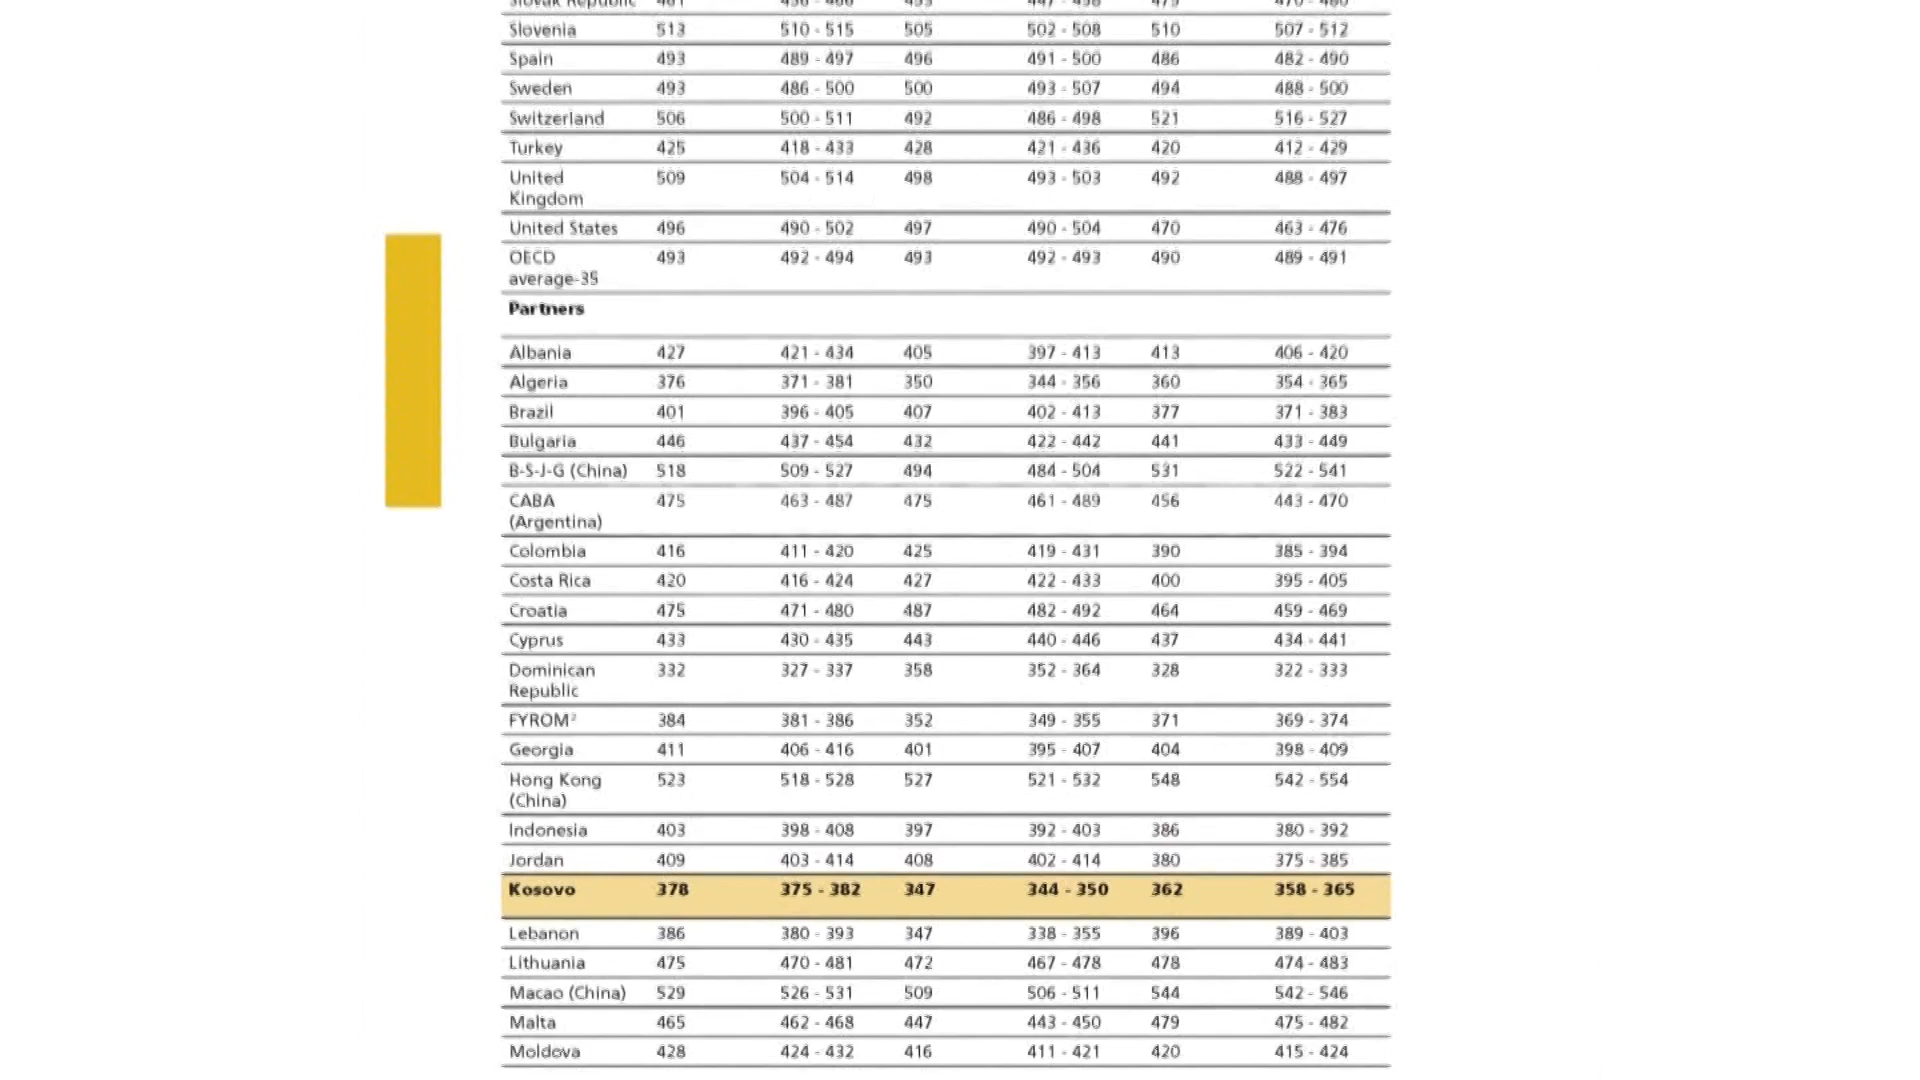 Slovenia 513 510 - 515 505 502 - 508 510 507 - 512
Spain 493 489 - 497 496 491 - 500 486 482 - 490
Sweden 493 486 - 500 500 493 - 507 494 488 - 500
Switzerland 506 500 - 511 492 486 - 498 521 516 - 527
Turkey 425 418 - 433 428 421 - 436 420 412 - 429
United 509 504 - 514 498 493 - 503 492 488 - 497
Kingdom
United States 496 490 - 502 497 490 - 504 470 463 - 476
OECD 493 492 - 494 493 492 - 493 490 489 - 491
average-35
Partners
Albania 427 421 - 434 405 397 - 413 413 406 - 420
Algeria 376 371 - 381 350 344 - 356 360 354 - 365
Brazil 401 396 - 405 407 402 - 413 377 371 - 383
Bulgaria 446 437 - 454 432 422 - 442 441 433 - 449
B-S-J-G (China) 518 509 - 527 494 484 - 504 531 522 - 541
CABA 475 463 - 487 475 461 - 489 456 443 - 470
(Argentina)
Colombia 416 411 - 420 425 419 - 431 390 385 - 394
Costa Rica 420 416 - 424 427 422 - 433 400 395 - 405
Croatia 475 471 - 480 487 482 - 492 464 459 - 469
Cyprus 433 430 - 435 443 440 - 446 437 434 - 441
Dominican 332 327 - 337 358 352 - 364 328 322 - 333
Republic
FYROM² 384 381 - 386 352 349 - 355 371 369 - 374
Georgia 411 406 - 416 401 395 - 407 404 398 - 409
Hong Kong 523 518 - 528 527 521 - 532 548 542 - 554
(China)
Indonesia 403 398 - 408 397 392 - 403 386 380 - 392
Jordan 409 403 - 414 408 402 - 414 380 375 - 385
Kosovo 378 375 - 382 347 344 - 350 362 358 - 365
Lebanon 386 380 - 393 347 338 - 355 396 389 - 403
Lithuania 475 470 - 481 472 467 - 478 478 474 - 483
Macao (China) 529 526 - 531 509 506 - 511 544 542 - 546
Malta 465 462 - 468 447 443 - 450 479 475 - 482
Moldova 428 424 - 432 416 411 - 421 420 415 - 424